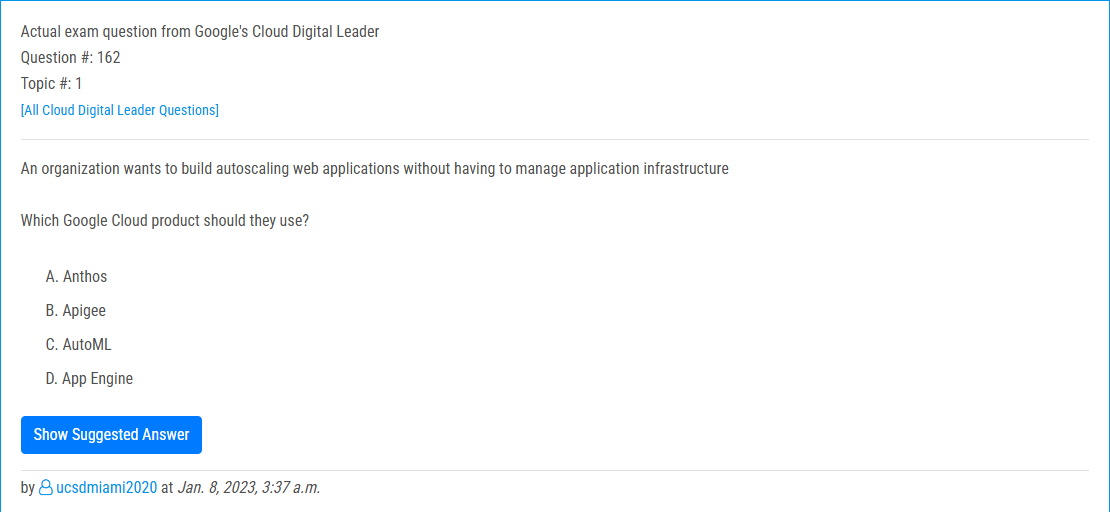 Actual exam question from Google's Cloud Digital Leader
Question #: 162
Topic #: 1
[All Cloud Digital Leader Questions]
An organization wants to build autoscaling web applications without having to manage application infrastructure
Which Google Cloud product should they use?
A. Anthos
B. Apigee
C. AutoML
D. App Engine
Show Suggested Answer
by ucsdmiami2020 at Jan. 8, 2023, 3:37 a.m.